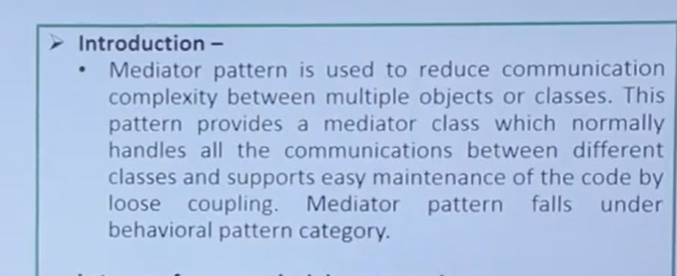 ➢ Introduction –
• Mediator pattern is used to reduce communication
complexity between multiple objects or classes. This
pattern provides a mediator class which normally
handles all the communications between different
classes and supports easy maintenance of the code by
loose coupling. Mediator pattern falls under
behavioral pattern category.